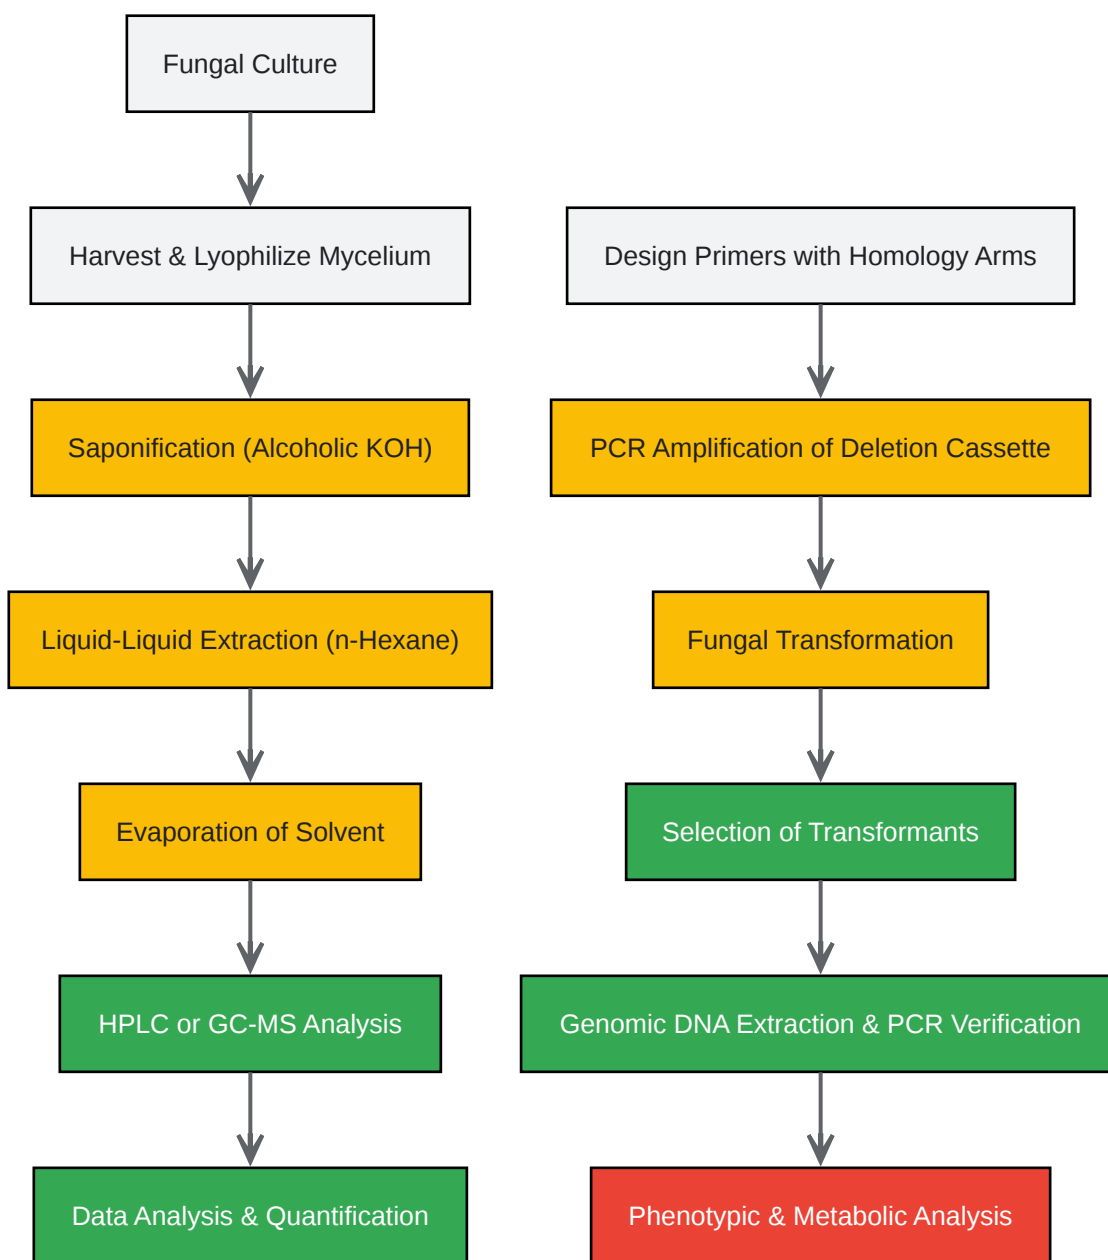 Fungal Culture
Harvest & Lyophilize Mycelium
Saponification (Alcoholic KOH)
Liquid-Liquid Extraction (n-Hexane)
Evaporation of Solvent
HPLC or GC-MS Analysis
Data Analysis & Quantification
Design Primers with Homology Arms
PCR Amplification of Deletion Cassette
Fungal Transformation
Selection of Transformants
Genomic DNA Extraction & PCR Verification
Phenotypic & Metabolic Analysis